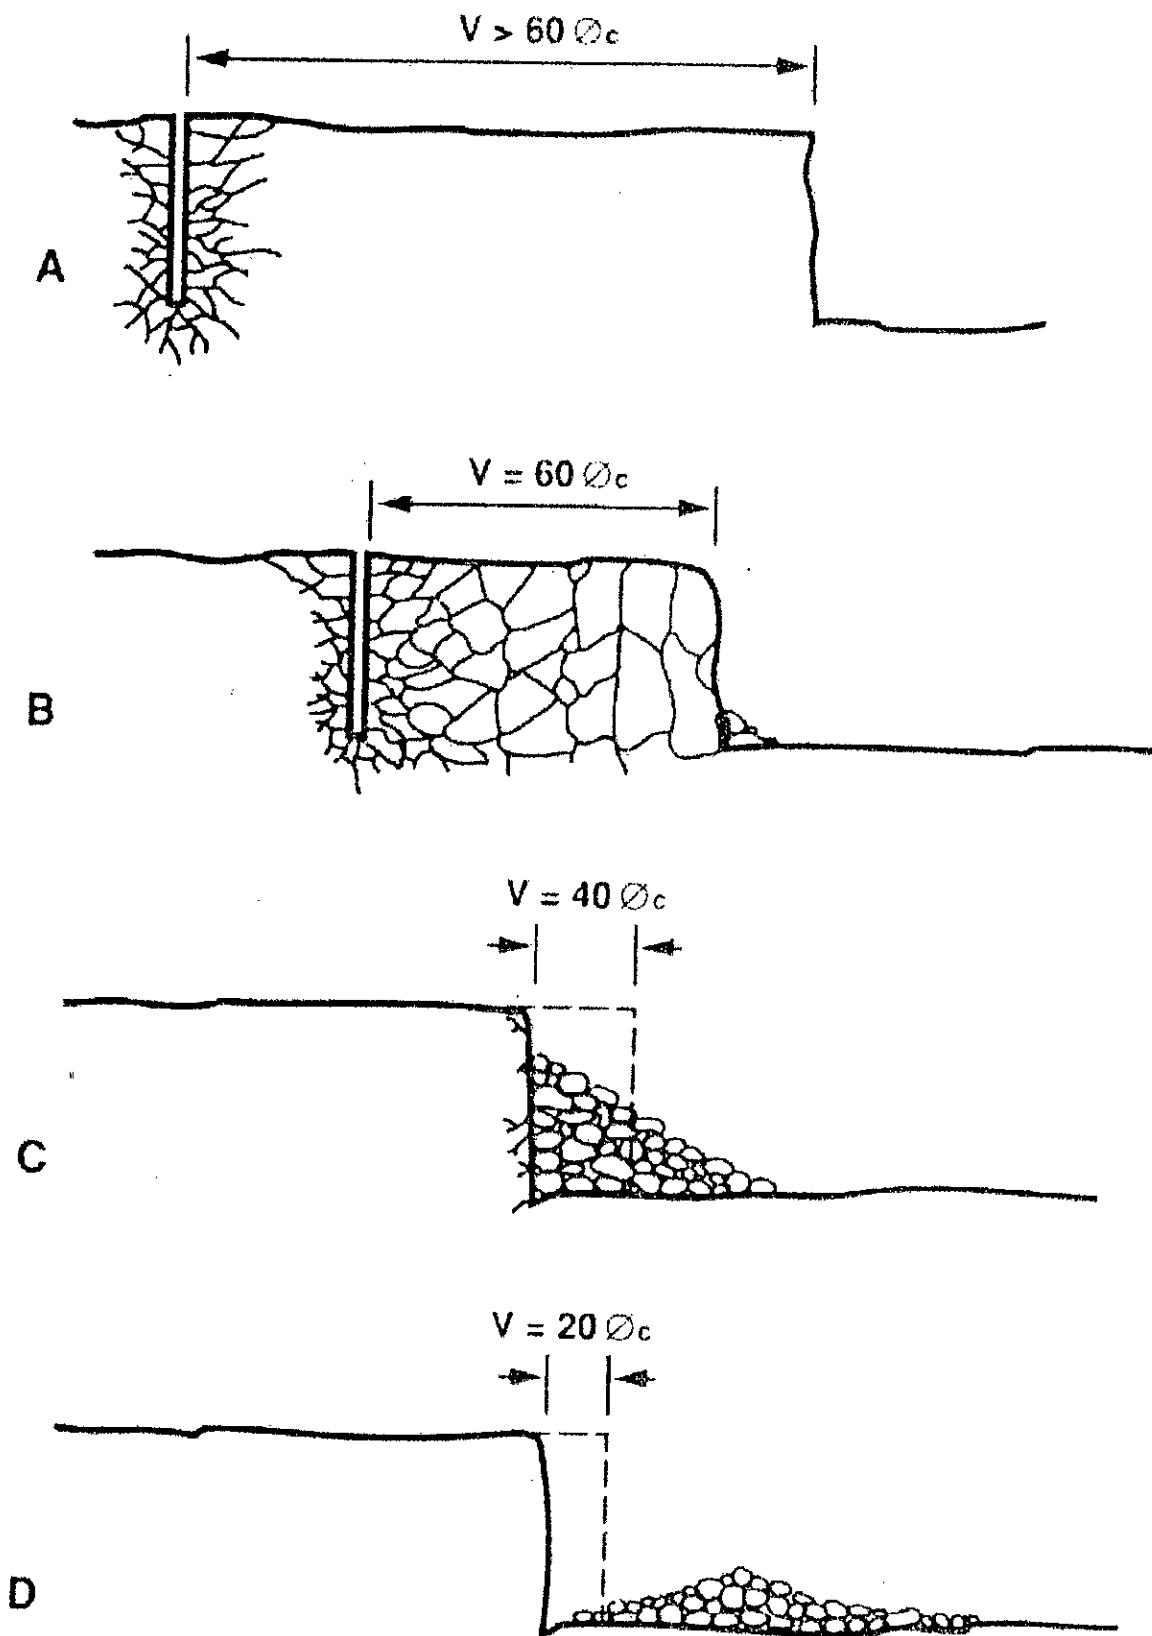 V > 60 ∅c
A
V = 60 ∅c
B
V = 40 ∅c
C
V = 20 ∅c
D